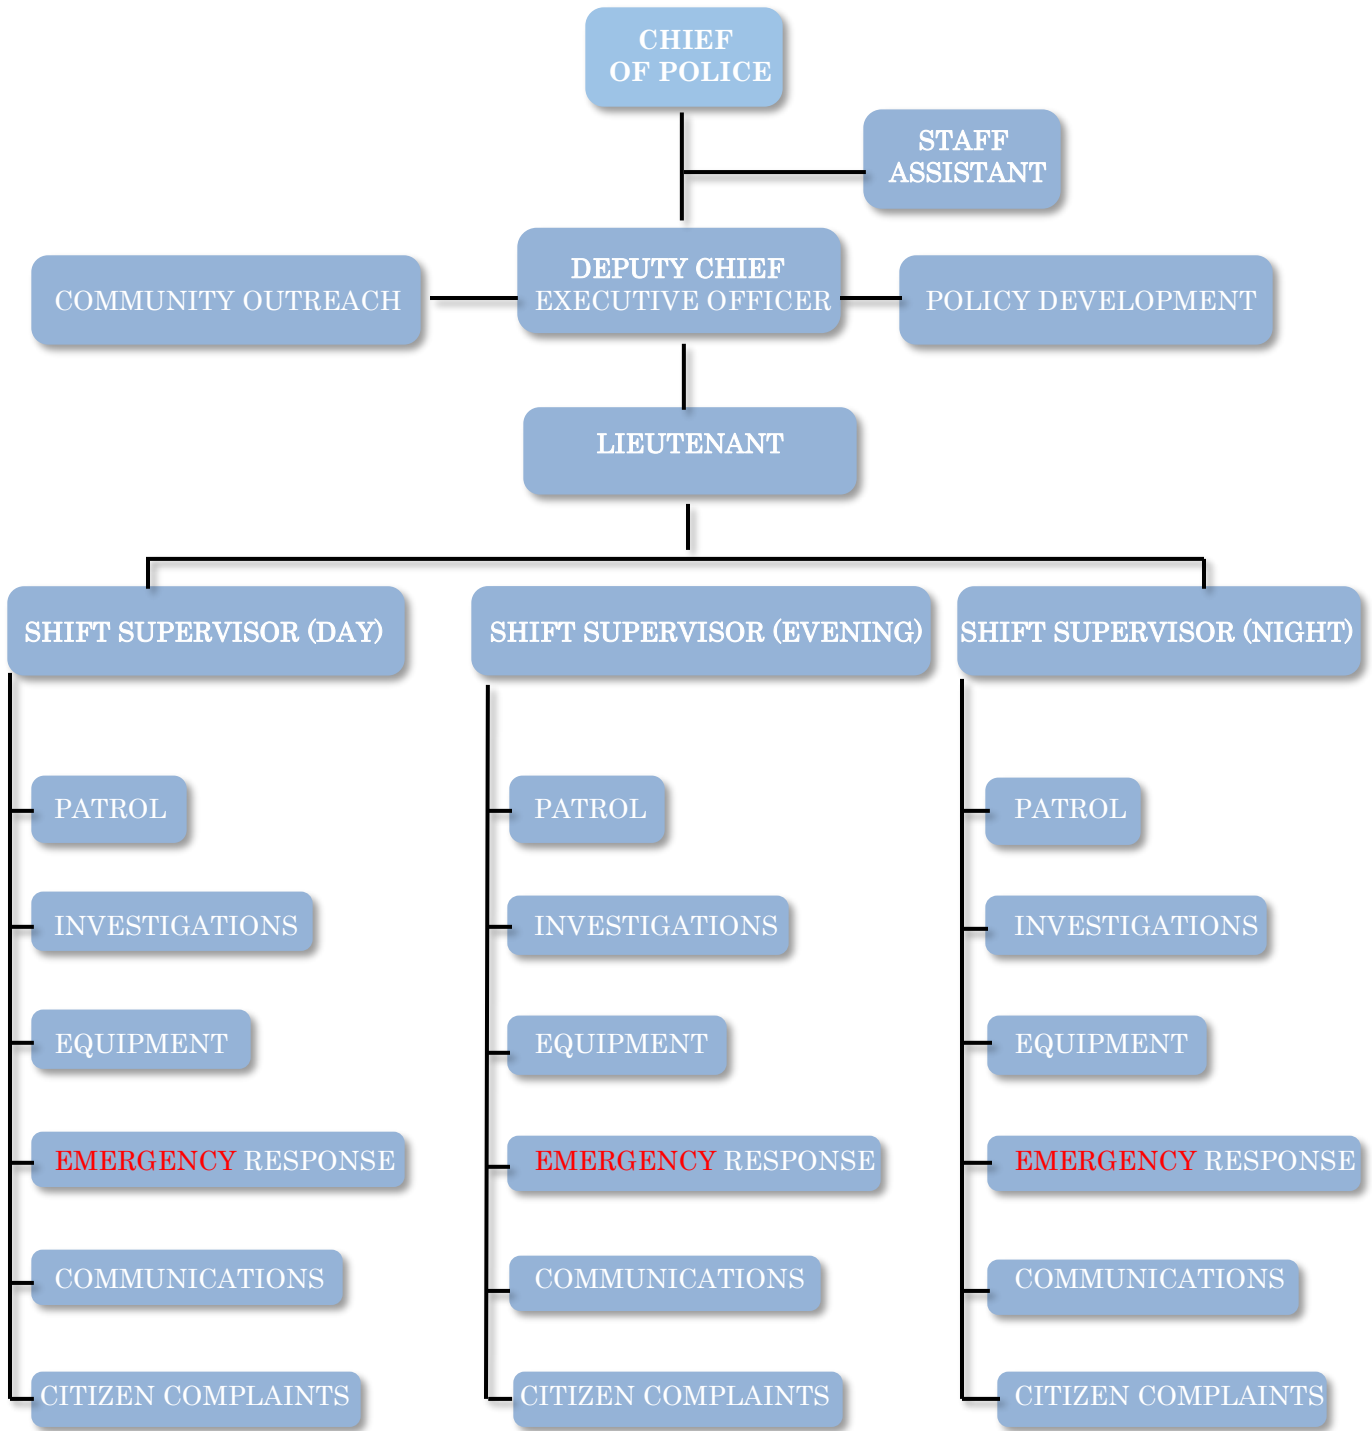 CHIEF
OF POLICE
STAFF
ASSISTANT
COMMUNITY OUTREACH
DEPUTY CHIEF
EXECUTIVE OFFICER
POLICY DEVELOPMENT
LIEUTENANT
SHIFT SUPERVISOR (DAY)
SHIFT SUPERVISOR (EVENING)
SHIFT SUPERVISOR (NIGHT)
PATROL
PATROL
PATROL
INVESTIGATIONS
INVESTIGATIONS
INVESTIGATIONS
EQUIPMENT
EQUIPMENT
EQUIPMENT
EMERGENCY RESPONSE
EMERGENCY RESPONSE
EMERGENCY RESPONSE
COMMUNICATIONS
COMMUNICATIONS
COMMUNICATIONS
CITIZEN COMPLAINTS
CITIZEN COMPLAINTS
CITIZEN COMPLAINTS